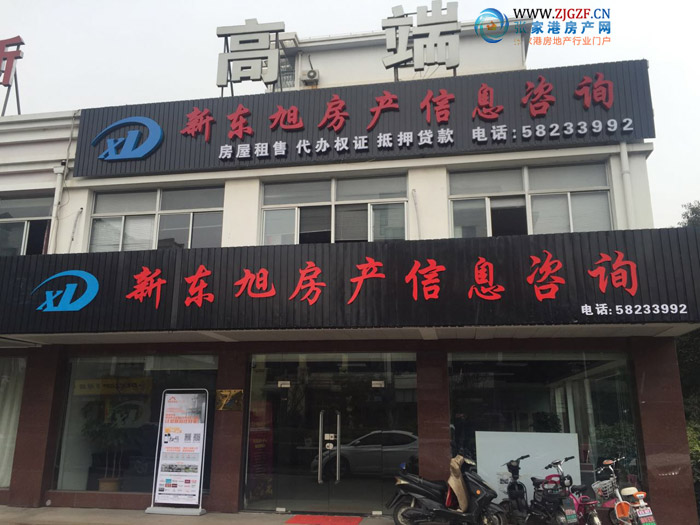 WWW.ZJGZF.CN
张家港房产网
张家港房地产行业门户
新
高端
XD 新东旭房产信息咨询
房屋租售 代办权证 抵押贷款 电话:58233992
XD 新东旭房产信息咨询
电话:58233992